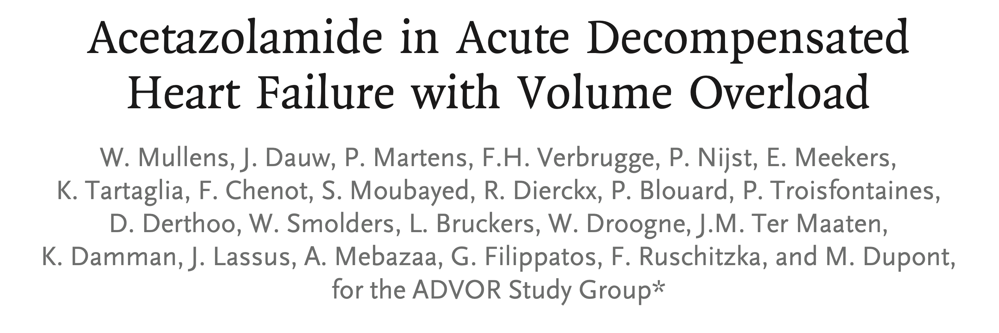 Acetazolamide in Acute Decompensated
Heart Failure with Volume Overload
W. Mullens, J. Dauw, P. Martens, F.H. Verbrugge, P. Nijst, E. Meekers,
K. Tartaglia, F. Chenot, S. Moubayed, R. Dierckx, P. Blouard, P. Troisfontaines,
D. Derthoo, W. Smolders, L. Bruckers, W. Droogne, J.M. Ter Maaten,
K. Damman, J. Lassus, A. Mebazaa, G. Filippatos, F. Ruschitzka, and M. Dupont,
for the ADVOR Study Group*